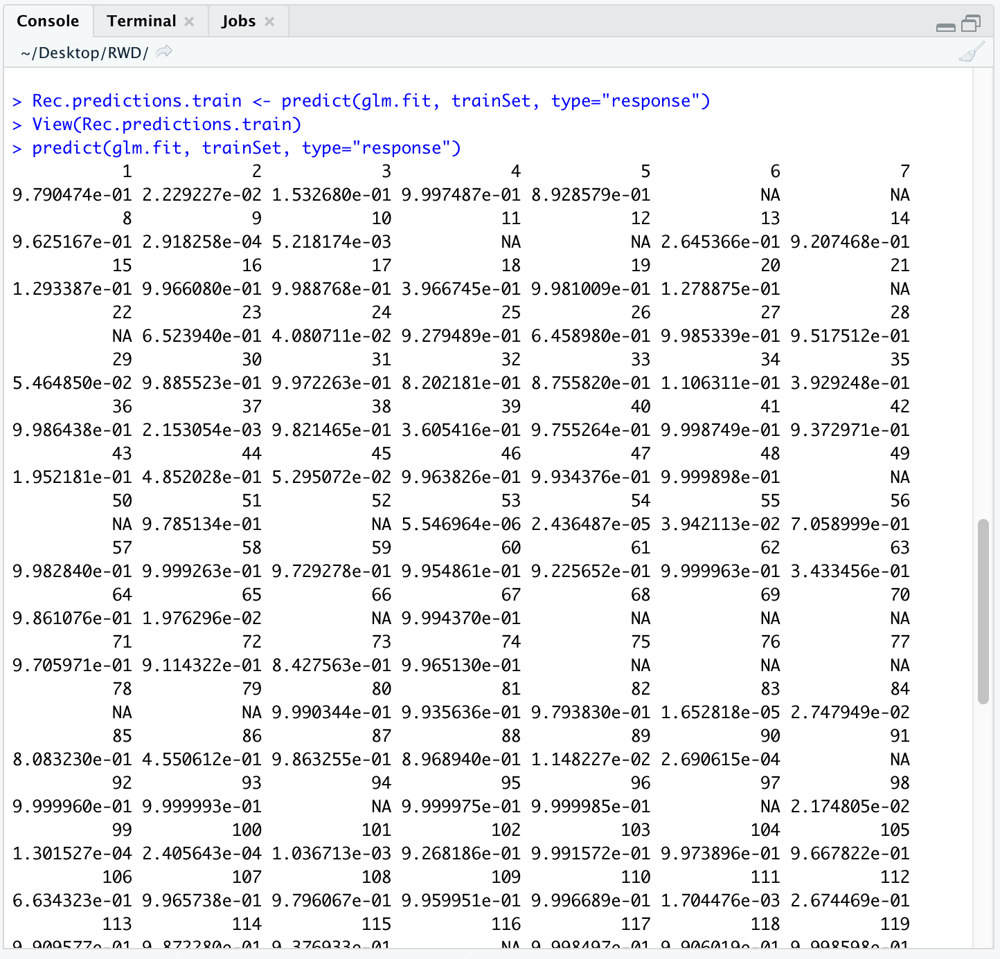 Console Terminal Jobs
~/Desktop/RWD/
> Rec.predictions.train <- predict(glm.fit, trainSet, type="response")
> View(Rec.predictions.train)
> predict(glm.fit, trainSet, type="response")
1 2 3 4 5 6 7
9.790474e-01 2.229227e-02 1.532680e-01 9.997487e-01 8.928579e-01 NA NA
8 9 10 11 12 13 14
9.625167e-01 2.918258e-04 5.218174e-03 NA NA 2.645366e-01 9.207468e-01
15 16 17 18 19 20 21
1.293387e-01 9.966080e-01 9.988768e-01 3.966745e-01 9.981009e-01 1.278875e-01 NA
22 23 24 25 26 27 28
NA 6.523940e-01 4.080711e-02 9.279489e-01 6.458980e-01 9.985339e-01 9.517512e-01
29 30 31 32 33 34 35
5.464850e-02 9.885523e-01 9.972263e-01 8.202181e-01 8.755820e-01 1.106311e-01 3.929248e-01
36 37 38 39 40 41 42
9.986438e-01 2.153054e-03 9.821465e-01 3.605416e-01 9.755264e-01 9.998749e-01 9.372971e-01
43 44 45 46 47 48 49
1.952181e-01 4.852028e-01 5.295072e-02 9.963826e-01 9.934376e-01 9.999898e-01 NA
50 51 52 53 54 55 56
NA 9.785134e-01 NA 5.546964e-06 2.436487e-05 3.942113e-02 7.058999e-01
57 58 59 60 61 62 63
9.982840e-01 9.999263e-01 9.729278e-01 9.954861e-01 9.225652e-01 9.999963e-01 3.433456e-01
64 65 66 67 68 69 70
9.861076e-01 1.976296e-02 NA 9.994370e-01 NA NA NA
71 72 73 74 75 76 77
9.705971e-01 9.114322e-01 8.427563e-01 9.965130e-01 NA NA NA
78 79 80 81 82 83 84
NA NA 9.990344e-01 9.935636e-01 9.793830e-01 1.652818e-05 2.747949e-02
85 86 87 88 89 90 91
8.083230e-01 4.550612e-01 9.863255e-01 8.968940e-01 1.148227e-02 2.690615e-04 NA
92 93 94 95 96 97 98
9.999960e-01 9.999993e-01 NA 9.999975e-01 9.999985e-01 NA 2.174805e-02
99 100 101 102 103 104 105
1.301527e-04 2.405643e-04 1.036713e-03 9.268186e-01 9.991572e-01 9.973896e-01 9.667822e-01
106 107 108 109 110 111 112
6.634323e-01 9.965738e-01 9.796067e-01 9.959951e-01 9.996689e-01 1.704476e-03 2.674469e-01
113 114 115 116 117 118 119
9.909577e-01 9.872280e-01 9.376933e-01 NA 9.998497e-01 9.906019e-01 9.998598e-01